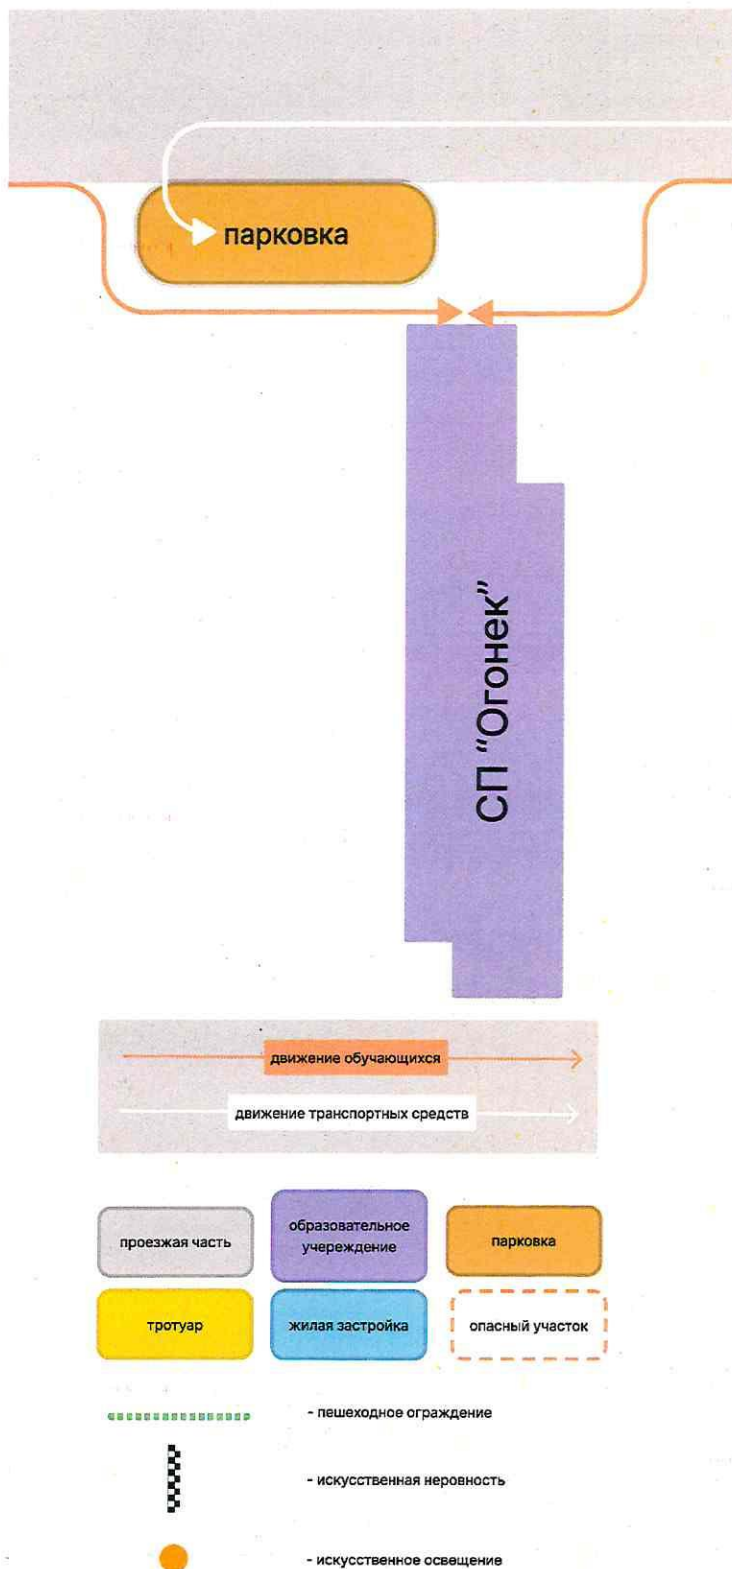 парковка
СП "Огонек"
движение обучающихся
движение транспортных средств
проезжая часть
образовательное
учереждение
парковка
тротуар
жилая застройка
опасный участок
- пешеходное ограждение
- искусственная неровность
- искусственное освещение